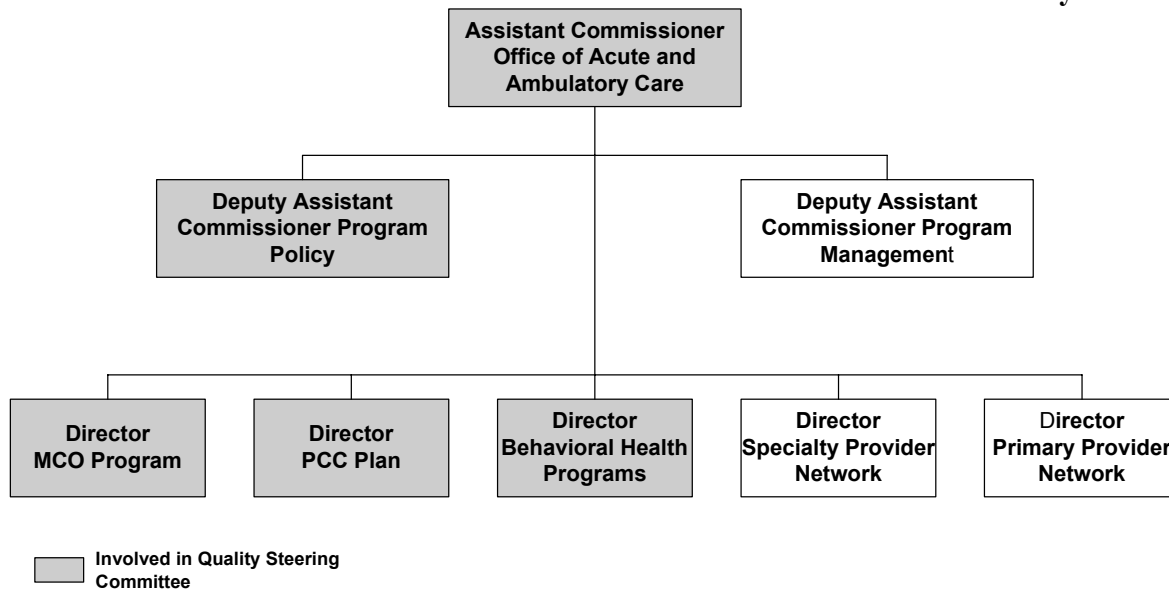 Assistant Commissioner
Office of Acute and
Ambulatory Care
Deputy Assistant
Commissioner Program
Policy
Deputy Assistant
Commissioner Program
Management
Director
MCO Program
Director
PCC Plan
Director
Behavioral Health
Programs
Director
Specialty Provider
Network
Director
Primary Provider
Network
Involved in Quality Steering
Committee